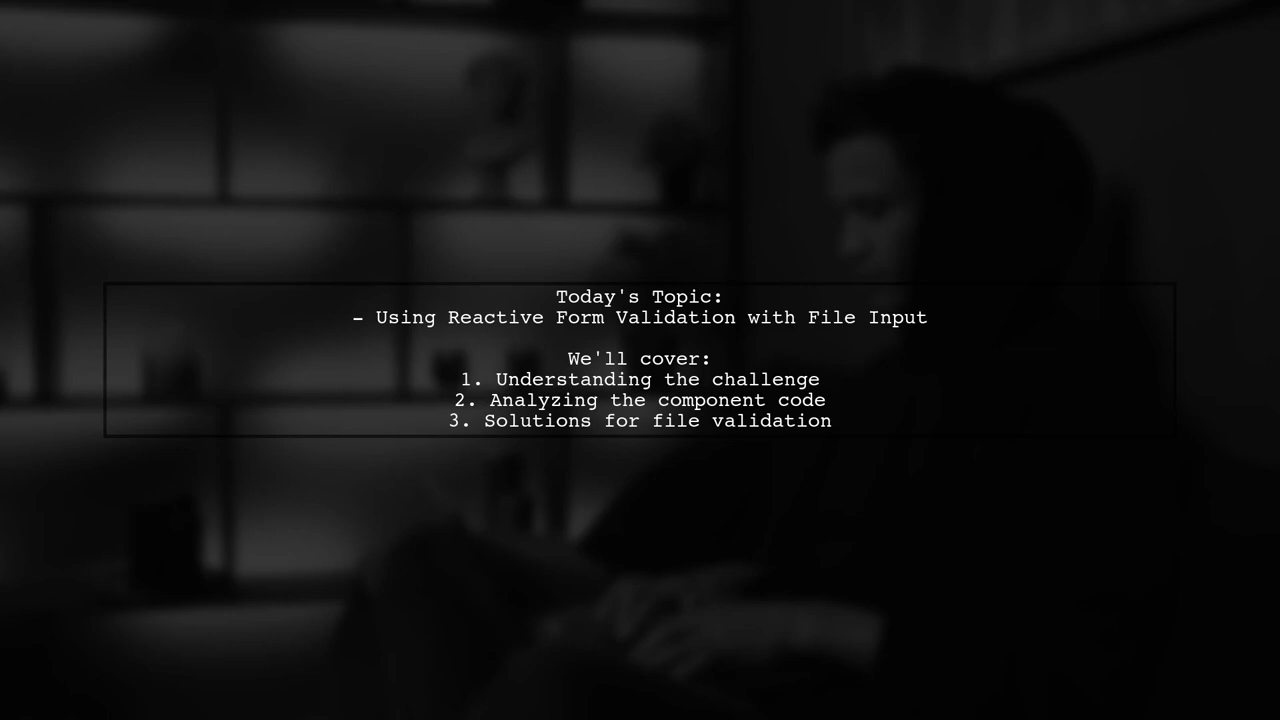 Today's Topic:
– Using Reactive Form Validation with File Input
We'll cover:
1. Understanding the challenge
2. Analyzing the component code
3. Solutions for file validation